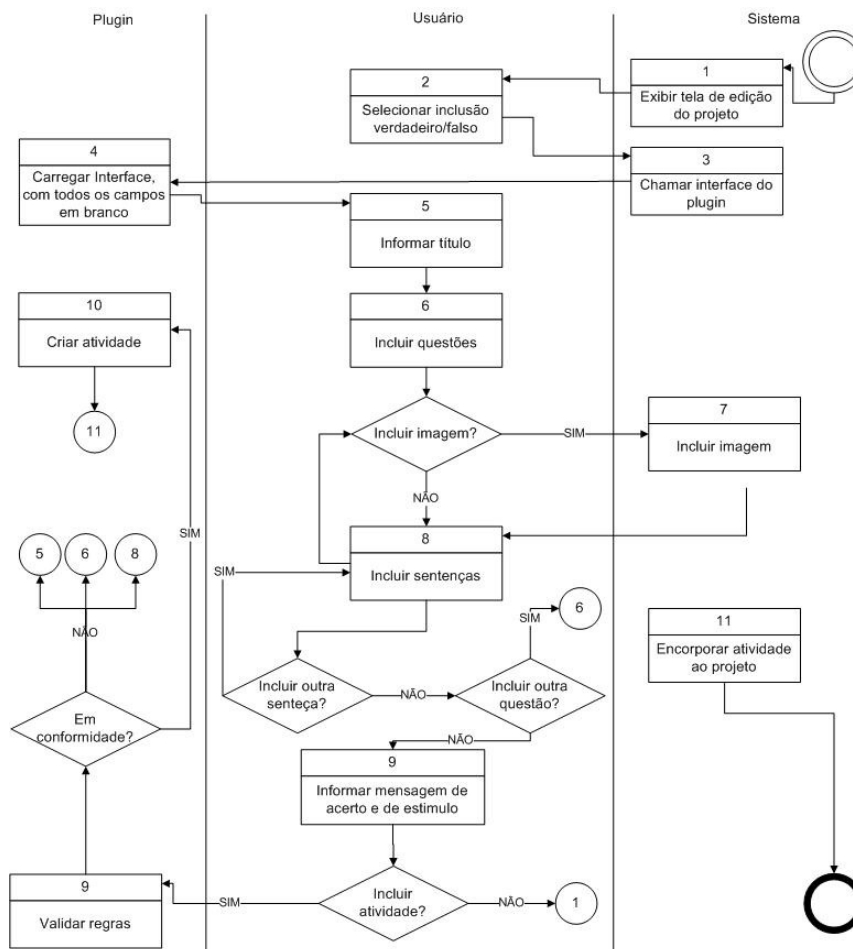 Plugin
Usuário
Sistema
1
Exibir tela de edição
do projeto
2
Selecionar inclusão
verdadeiro/falso
3
Chamar interface do
plugin
4
Carregar Interface,
com todos os campos
em branco
5
Informar título
6
Incluir questões
10
Criar atividade
11
Incluir imagem?
SIM
7
Incluir imagem
NÃO
SIM
5
6
8
8
Incluir sentenças
SIM
6
SIM
NÃO
11
Encorporar atividade
ao projeto
Incluir outra
senteça?
NÃO
Incluir outra
questão?
Em
conformidade?
NÃO
9
Informar mensagem de
acerto e de estimulo
9
Validar regras
SIM
Incluir
atividade?
NÃO
1